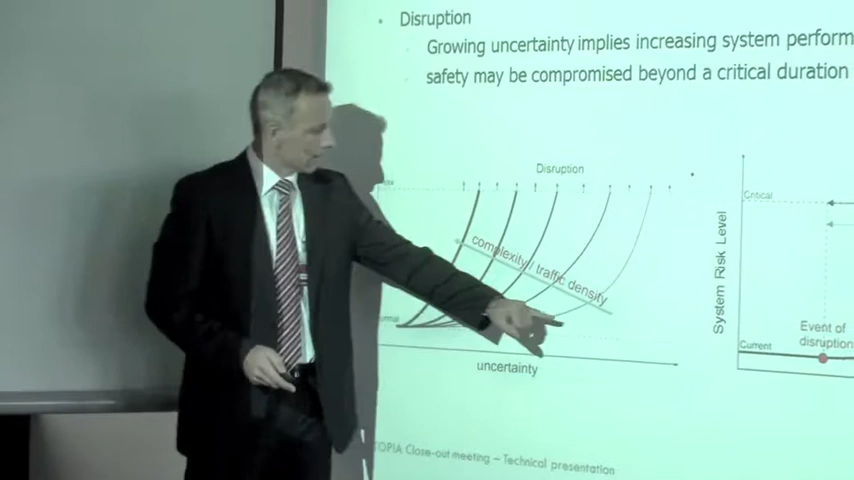 Disruption
Growing uncertainty implies increasing system perform
safety may be compromised beyond a critical duration
Disruption
complexity / traffic density
uncertainty
System Risk Level
Critical
Current
Event of
disruption
TOPIA Close-out meeting – Technical presentation